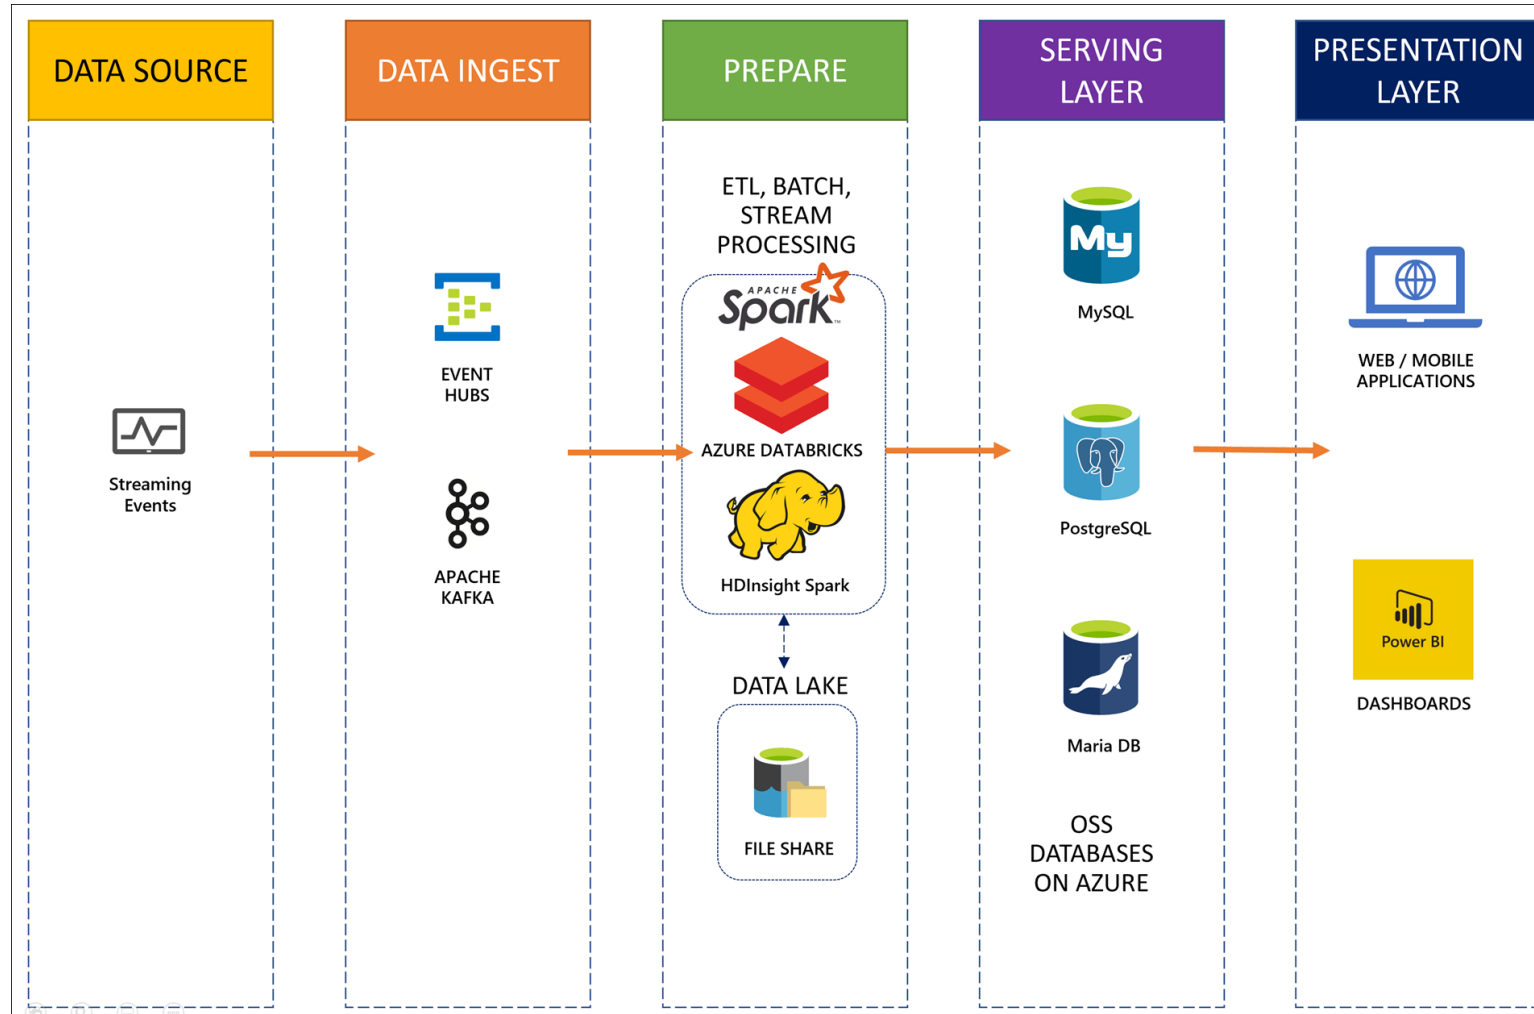 DATA SOURCE
DATA INGEST
PREPARE
SERVING
LAYER
PRESENTATION
LAYER
Streaming
Events
EVENT
HUBS
APACHE
KAFKA
ETL, BATCH,
STREAM
PROCESSING
APACHE
Spark™
AZURE DATABRICKS
HDInsight Spark
DATA LAKE
FILE SHARE
My
MySQL
PostgreSQL
Maria DB
OSS
DATABASES
ON AZURE
WEB / MOBILE
APPLICATIONS
Power BI
DASHBOARDS